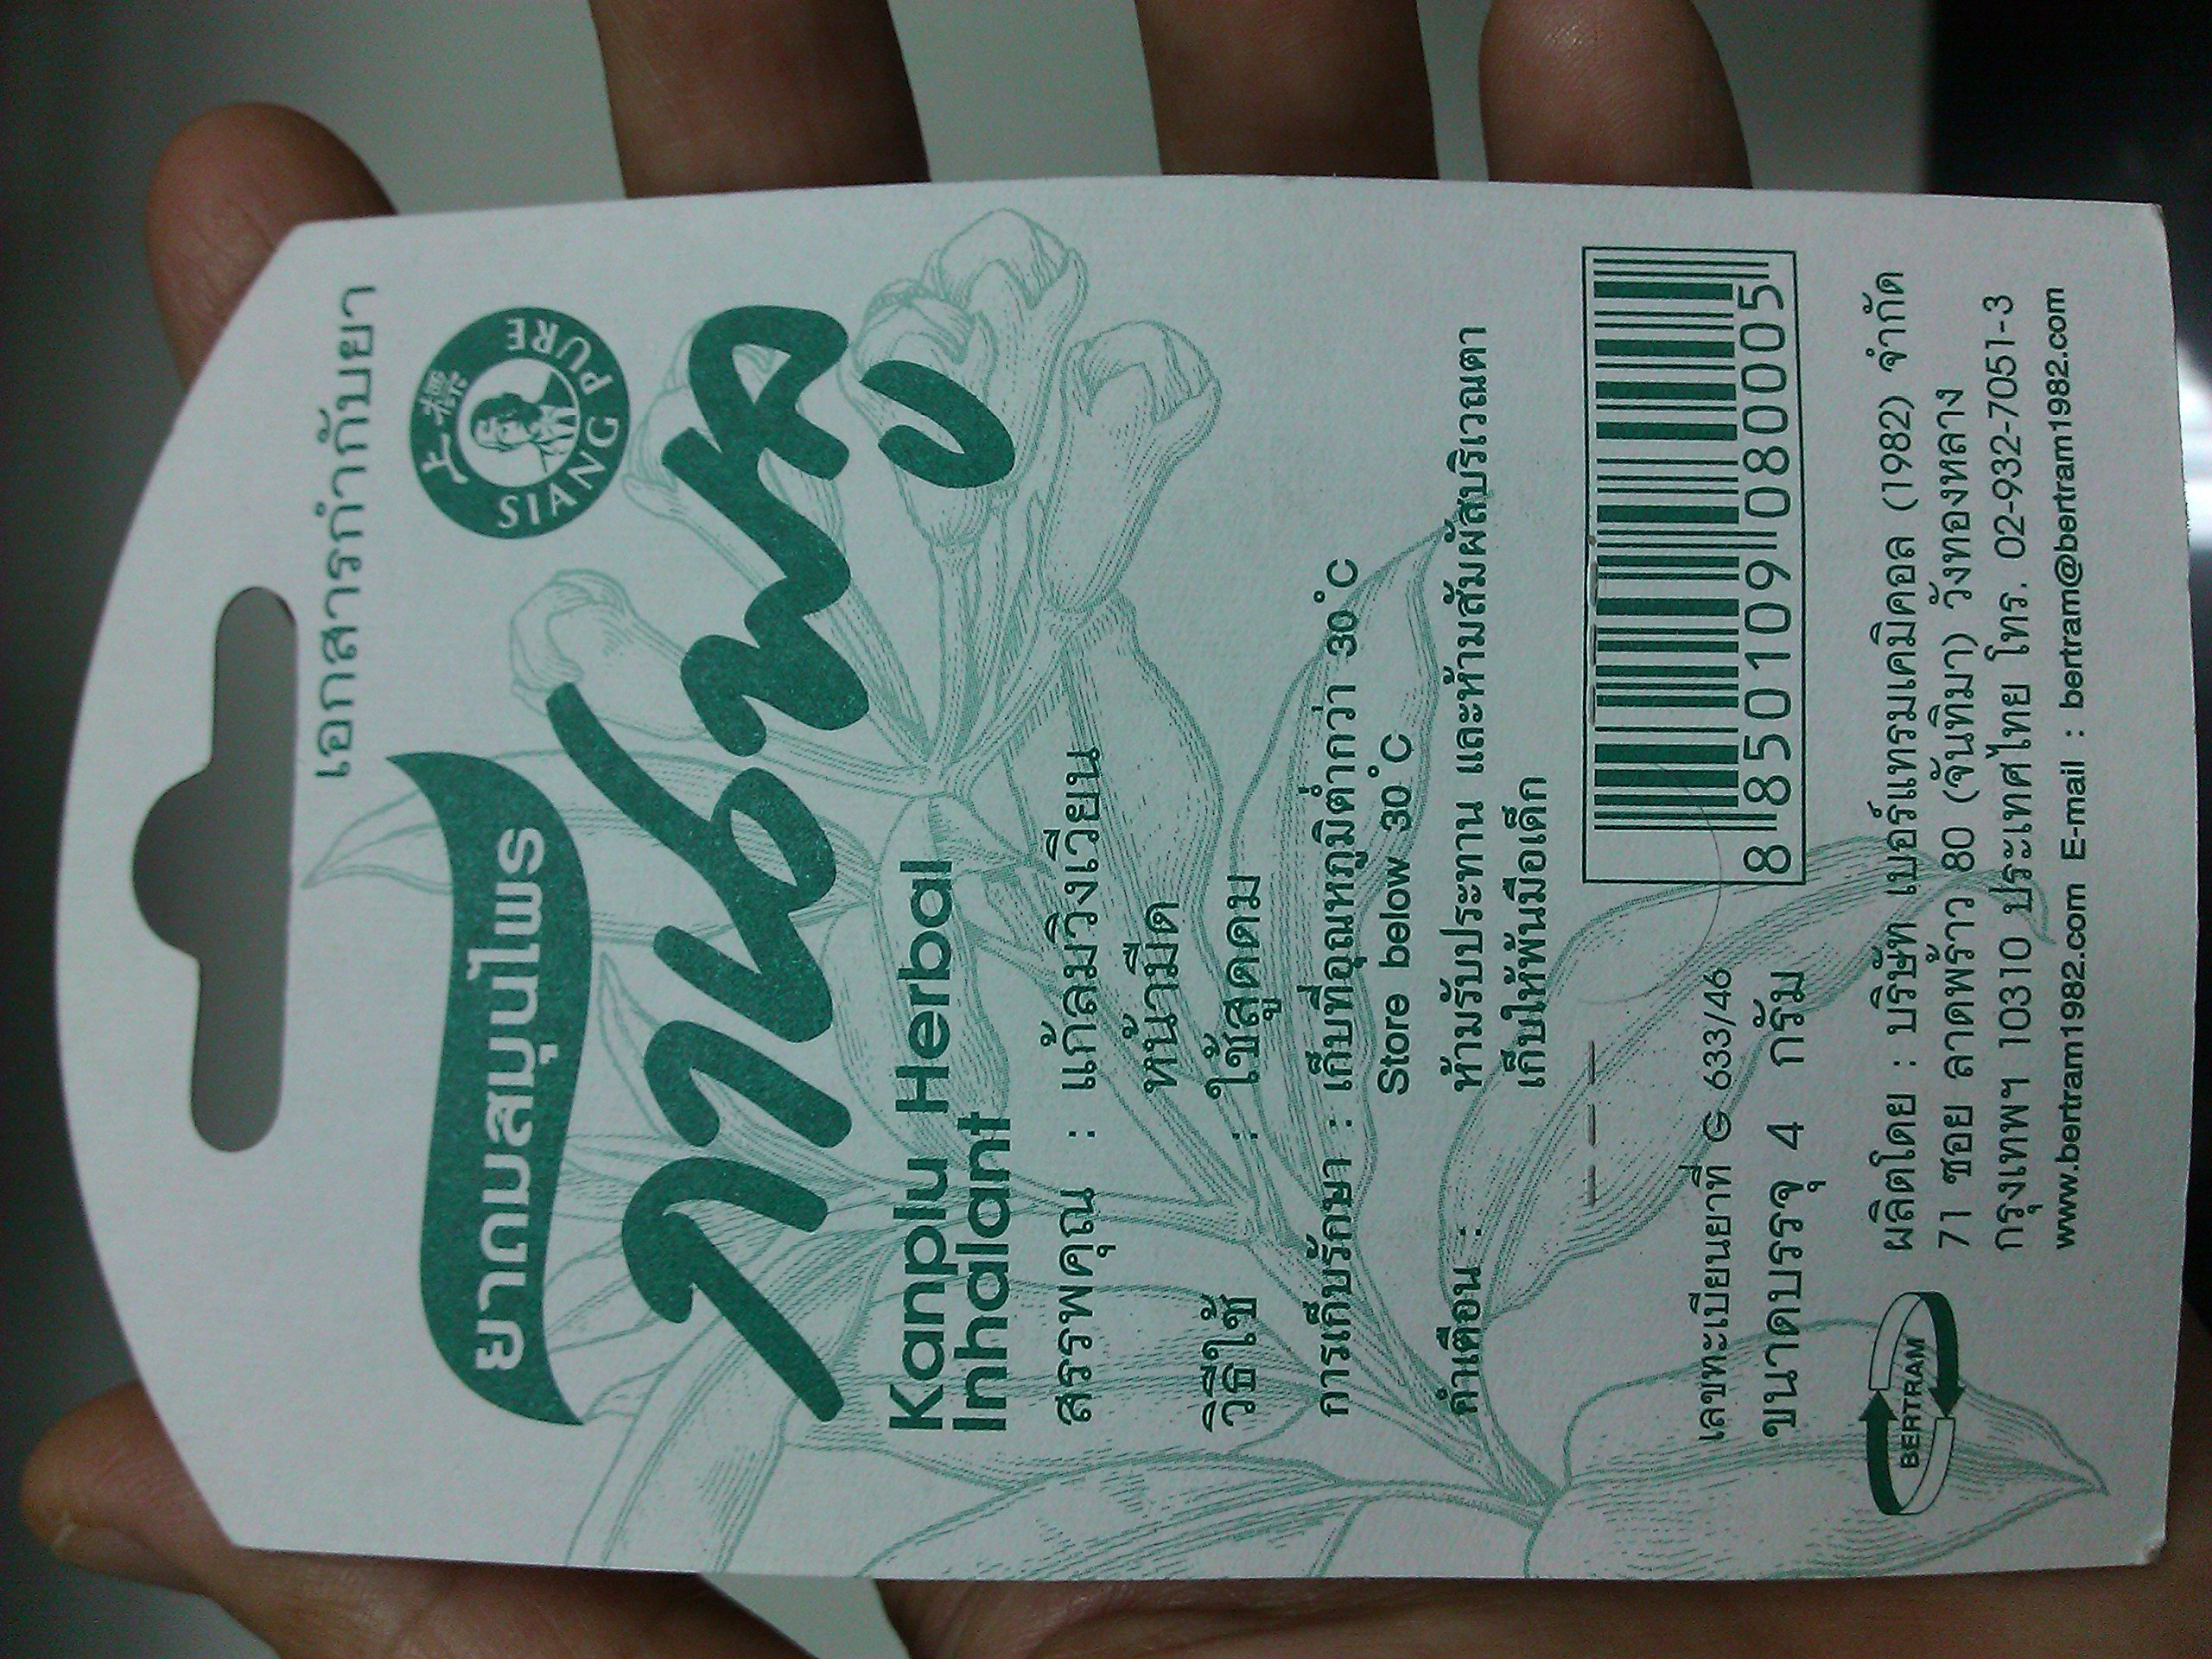 เอกสารกำกับยา
上標
SIANG PURE
ยาดมสมุนไพร
กานพลู
Kanplu Herbal
Inhalant
สรรพคุณ : แก้ลมวิงเวียน
หน้ามืด
วิธีใช้ : ใช้สูดดม
การเก็บรักษา : เก็บที่อุณหภูมิต่ำกว่า 30°C
Store below 30°C
คำเตือน : ห้ามรับประทาน และห้ามสัมผัสบริเวณตา
เก็บให้พ้นมือเด็ก
เลขทะเบียนยาที่ G 633/46
ขนาดบรรจุ 4 กรัม
8 850109 080005
BERTRAM
ผลิตโดย : บริษัท เบอร์แทรมเคมิคอล (1982) จำกัด
71 ซอย ลาดพร้าว 80 (จันทิมา) วังทองหลาง
กรุงเทพฯ 10310 ประเทศไทย โทร. 02-932-7051-3
www.bertram1982.com E-mail : bertram@bertram1982.com